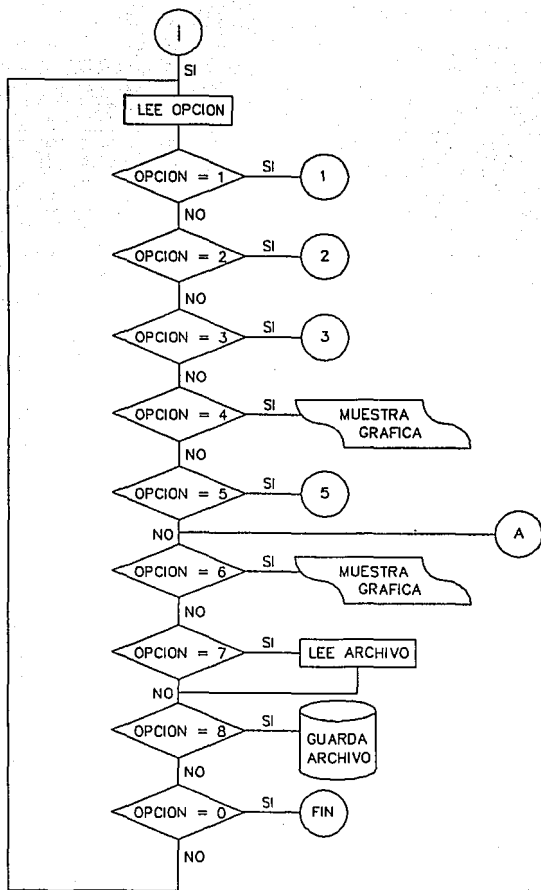 I
SI
LEE OPCION
OPCION = 1
SI
1
NO
OPCION = 2
SI
2
NO
OPCION = 3
SI
3
NO
OPCION = 4
SI
MUESTRA
GRAFICA
NO
OPCION = 5
SI
5
NO
A
OPCION = 6
SI
MUESTRA
GRAFICA
NO
OPCION = 7
SI
LEE ARCHIVO
NO
OPCION = 8
SI
GUARDA
ARCHIVO
NO
OPCION = 0
SI
FIN
NO